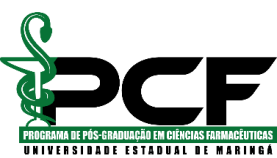 PCF
PROGRAMA DE PÓS-GRADUAÇÃO EM CIÊNCIAS FARMACÊUTICAS
UNIVERSIDADE ESTADUAL DE MARINGÁ